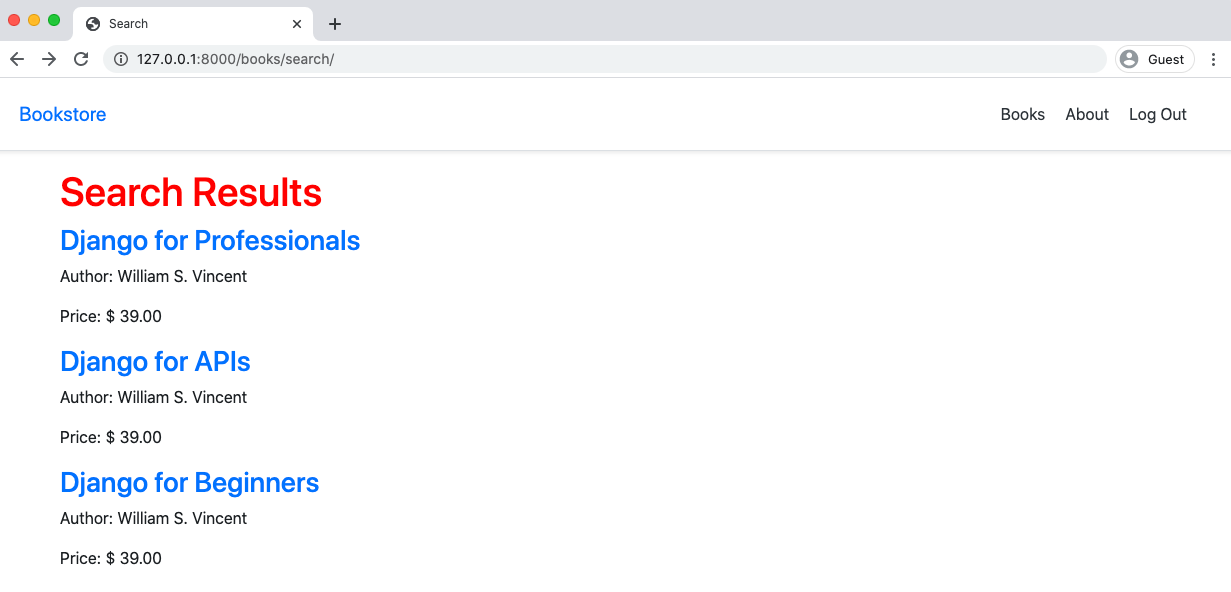 Search
127.0.0.1:8000/books/search/
Guest
Bookstore
Books About Log Out
Search Results
Django for Professionals
Author: William S. Vincent
Price: $ 39.00
Django for APIs
Author: William S. Vincent
Price: $ 39.00
Django for Beginners
Author: William S. Vincent
Price: $ 39.00